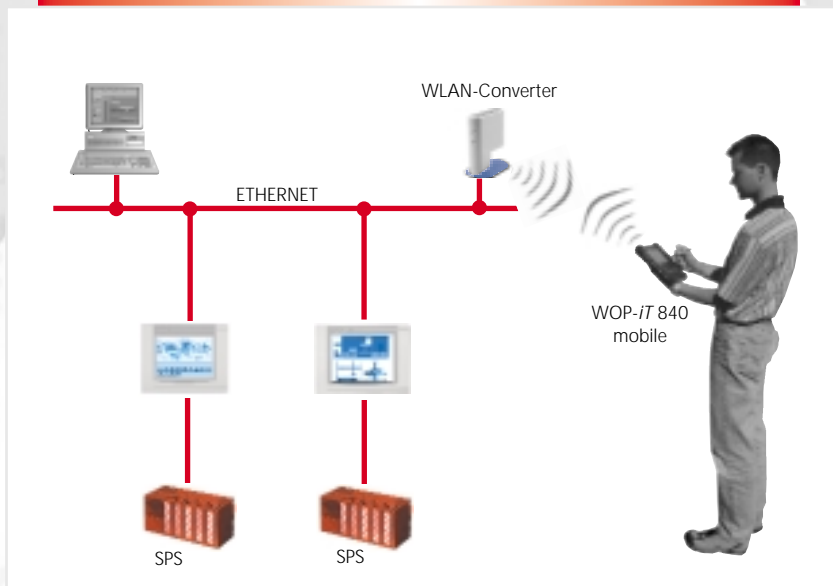 WLAN-Converter
ETHERNET
WOP-iT 840
mobile
SPS
SPS